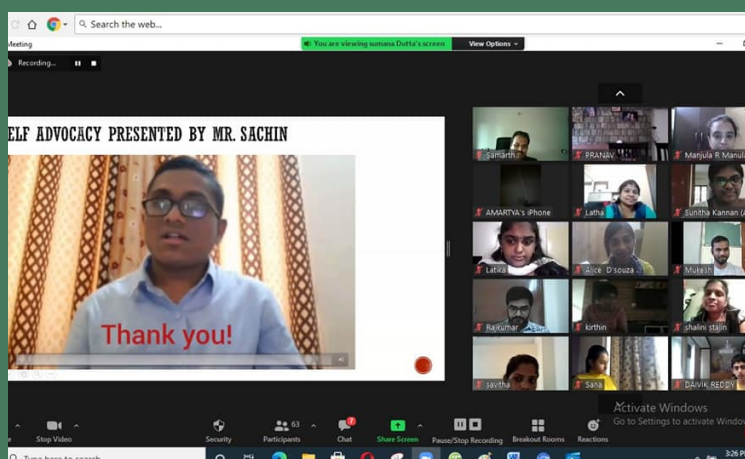 Search the web...
Meeting
You are viewing sumana Dutta's screen
View Options
Recording...
ELF ADVOCACY PRESENTED BY MR. SACHIN
Thank you!
Samarth
PRANAV
Manjula R Manula
AMARTYA's iPhone
Latha
Sunitha Kannan (A
Latika
Alice D'souza
Mukesh
Rajkumar
kirthin
shalini stalin
savitha
Sana
DAIVIK REDDY
Activate Windows
Go to Settings to activate Window
e
Stop Video
Security
Participants
63
Chat
Share Screen
Pause/Stop Recording
Breakout Rooms
Reactions
Type here to search
3:26 P